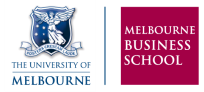 THE UNIVERSITY OF
MELBOURNE
MELBOURNE
BUSINESS
SCHOOL